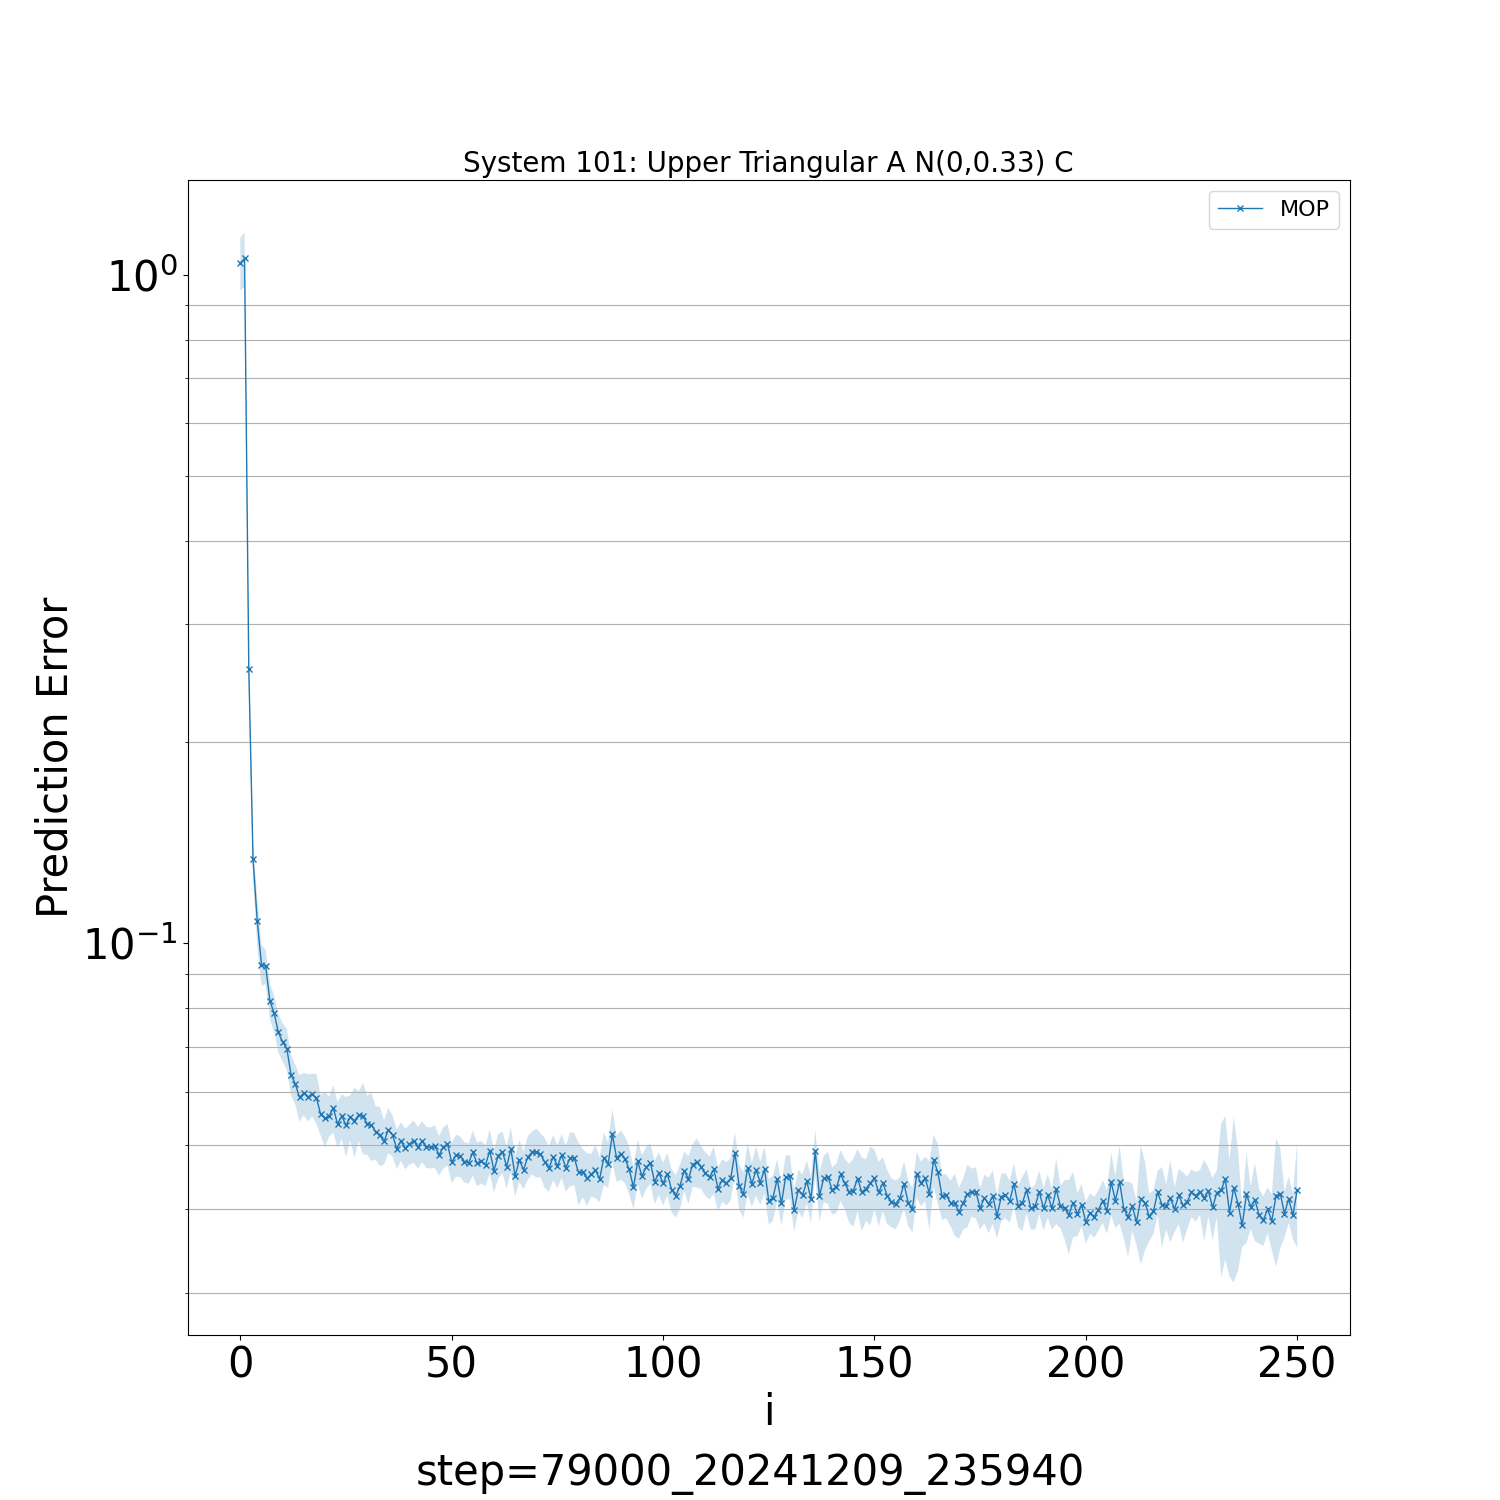 System 101: Upper Triangular A N(0,0.33) C
MOP
10⁰
10⁻¹
Prediction Error
0 50 100 150 200 250
i
step=79000_20241209_235940